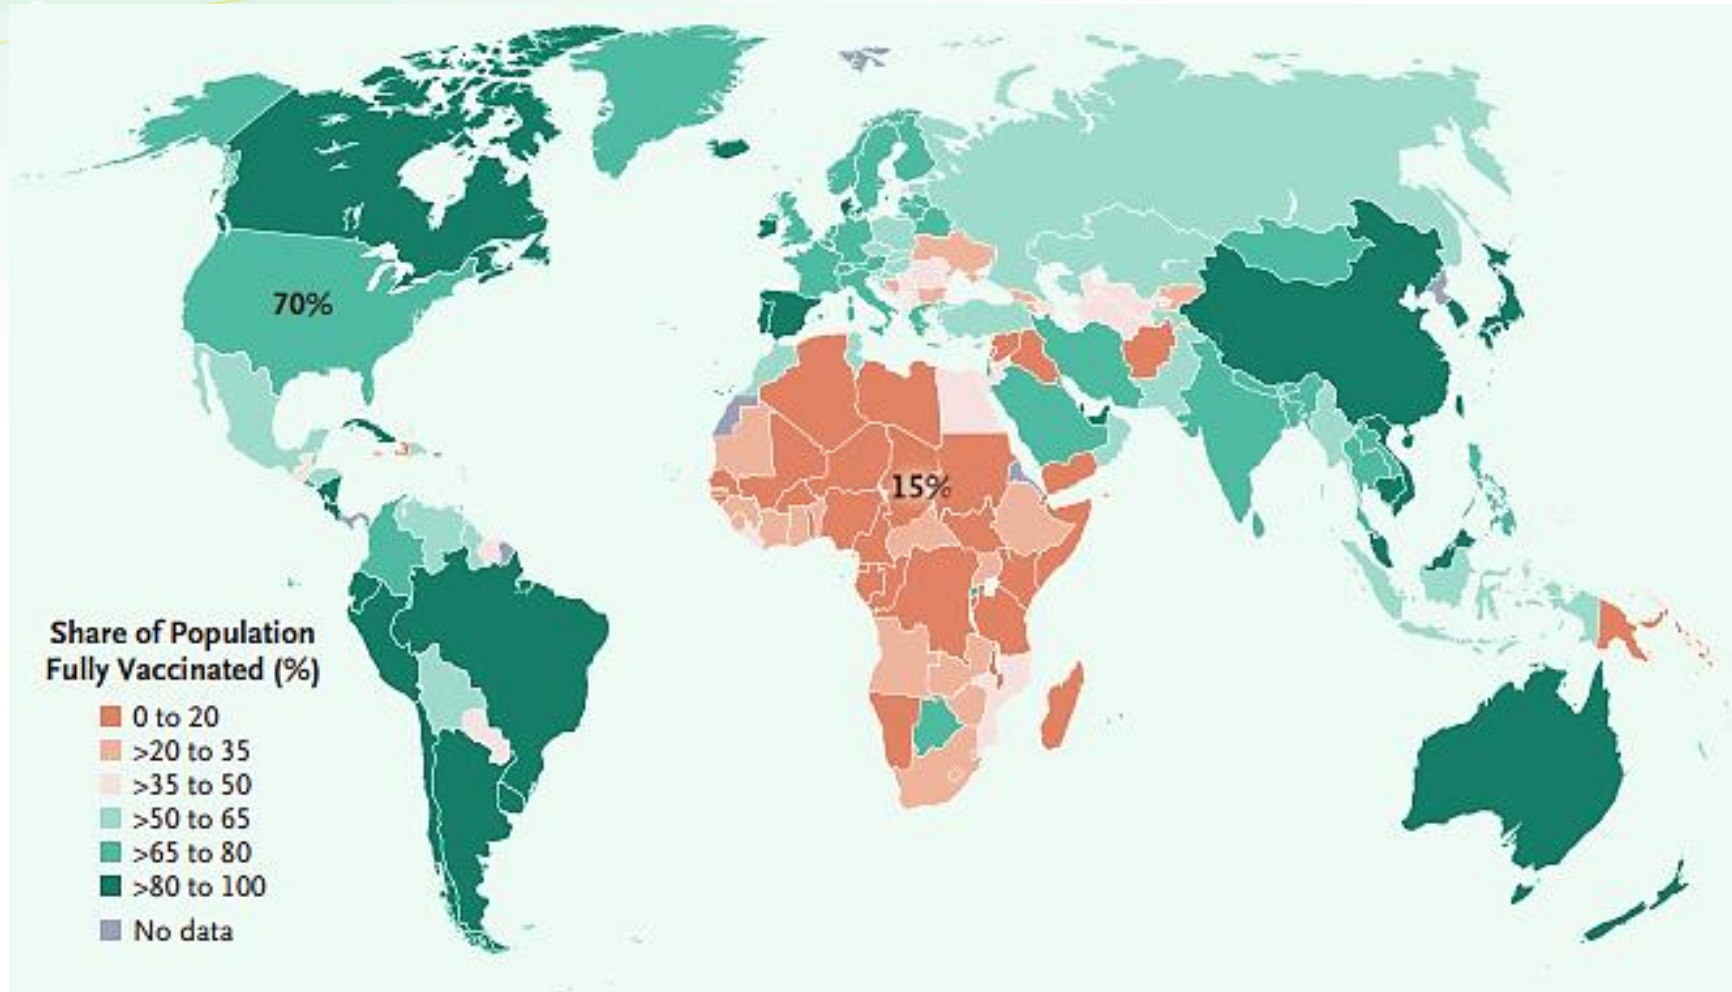 70%
15%
Share of Population
Fully Vaccinated (%)
0 to 20
>20 to 35
>35 to 50
>50 to 65
>65 to 80
>80 to 100
No data